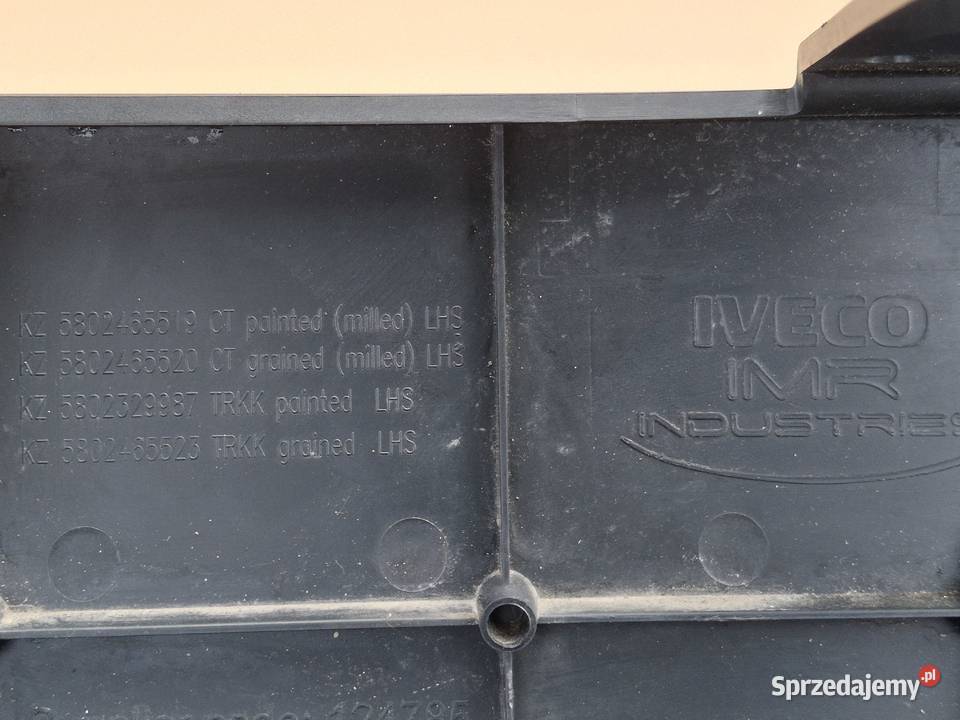 KZ 5802465519 CT painted (milled) LHS
KZ 5802465520 CT grained (milled) LHS
KZ 5802329987 TRKK painted LHS
KZ 5802465523 TRKK grained LHS
IVECO
IMR
INDUSTRIES
Sprzedajemy.pl